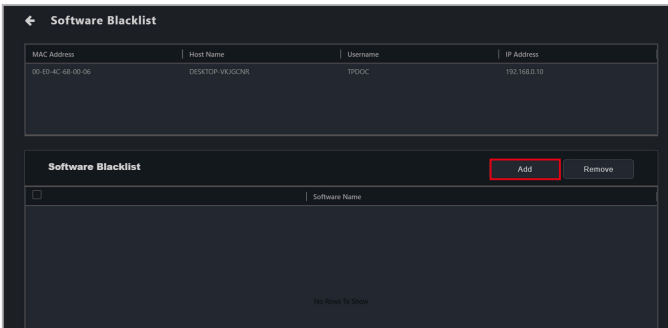 Software Blacklist
MAC Address Host Name Username IP Address
00-E0-4C-68-00-06 DESKTOP-VKJGCNR TPDOC 192.168.0.10
Software Blacklist Add Remove
Software Name
No Rows To Show